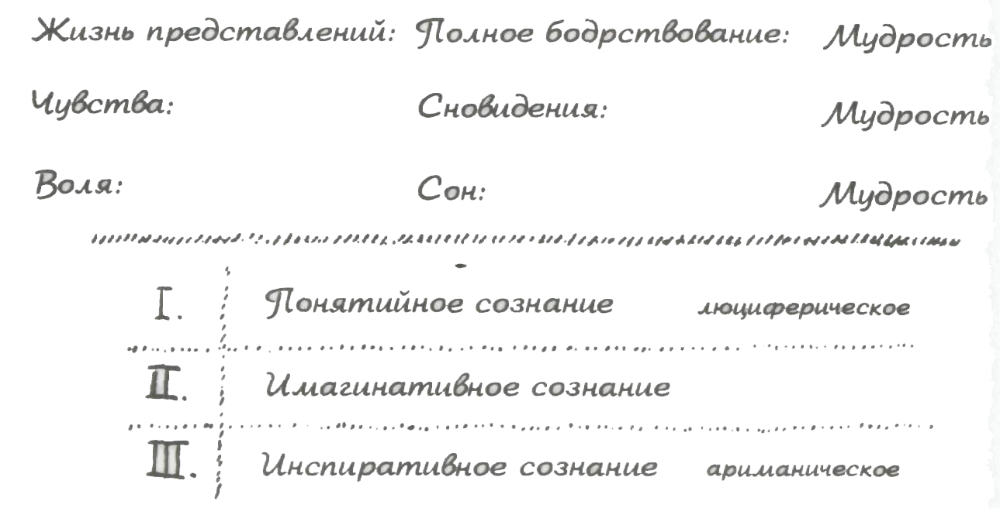 Жизнь представлений: Полное бодрствование: Мудрость
Чувства: Сновидения: Мудрость
Воля: Сон: Мудрость
I. Понятийное сознание люциферическое
II. Имагинативное сознание
III. Инспиративное сознание ариманическое